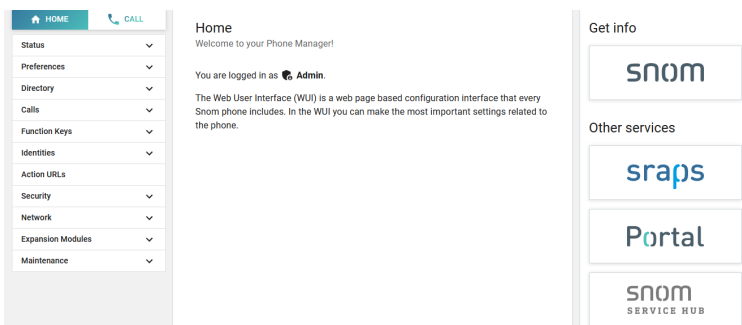 HOME
CALL
Status
Preferences
Directory
Calls
Function Keys
Identities
Action URLs
Security
Network
Expansion Modules
Maintenance
Home
Welcome to your Phone Manager!
You are logged in as Admin.
The Web User Interface (WUI) is a web page based configuration interface that every
Snom phone includes. In the WUI you can make the most important settings related to
the phone.
Get info
snom
Other services
sraps
Portal
snom
SERVICE HUB